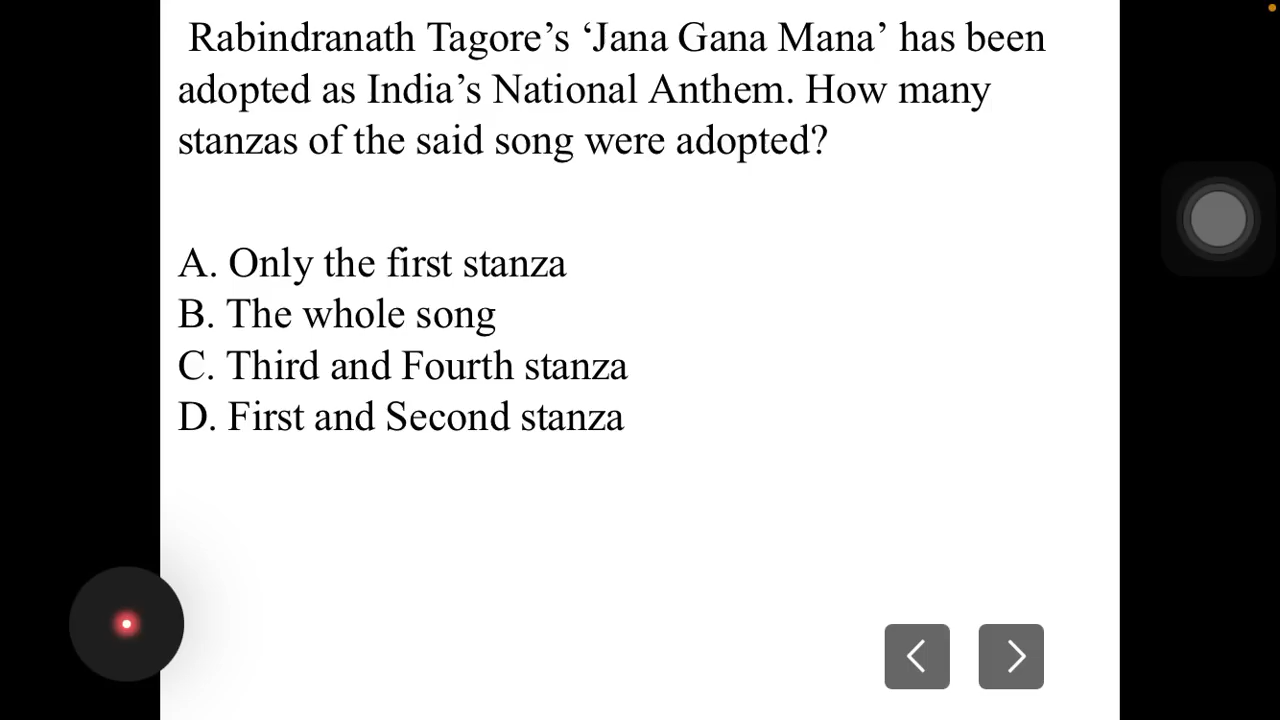 Rabindranath Tagore’s ‘Jana Gana Mana’ has been
adopted as India’s National Anthem. How many
stanzas of the said song were adopted?
A. Only the first stanza
B. The whole song
C. Third and Fourth stanza
D. First and Second stanza